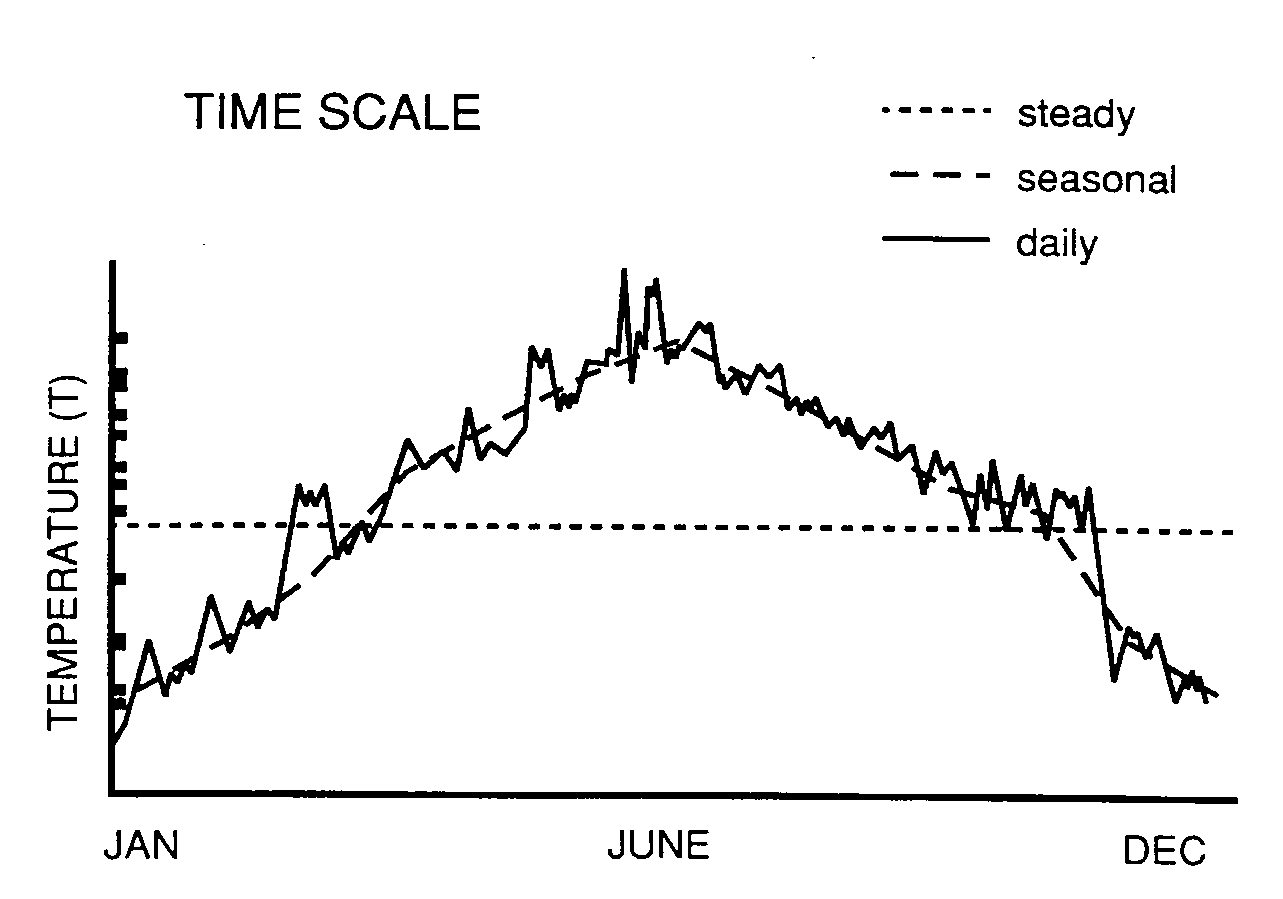 TIME SCALE
steady
seasonal
daily
TEMPERATURE (T)
JAN
JUNE
DEC